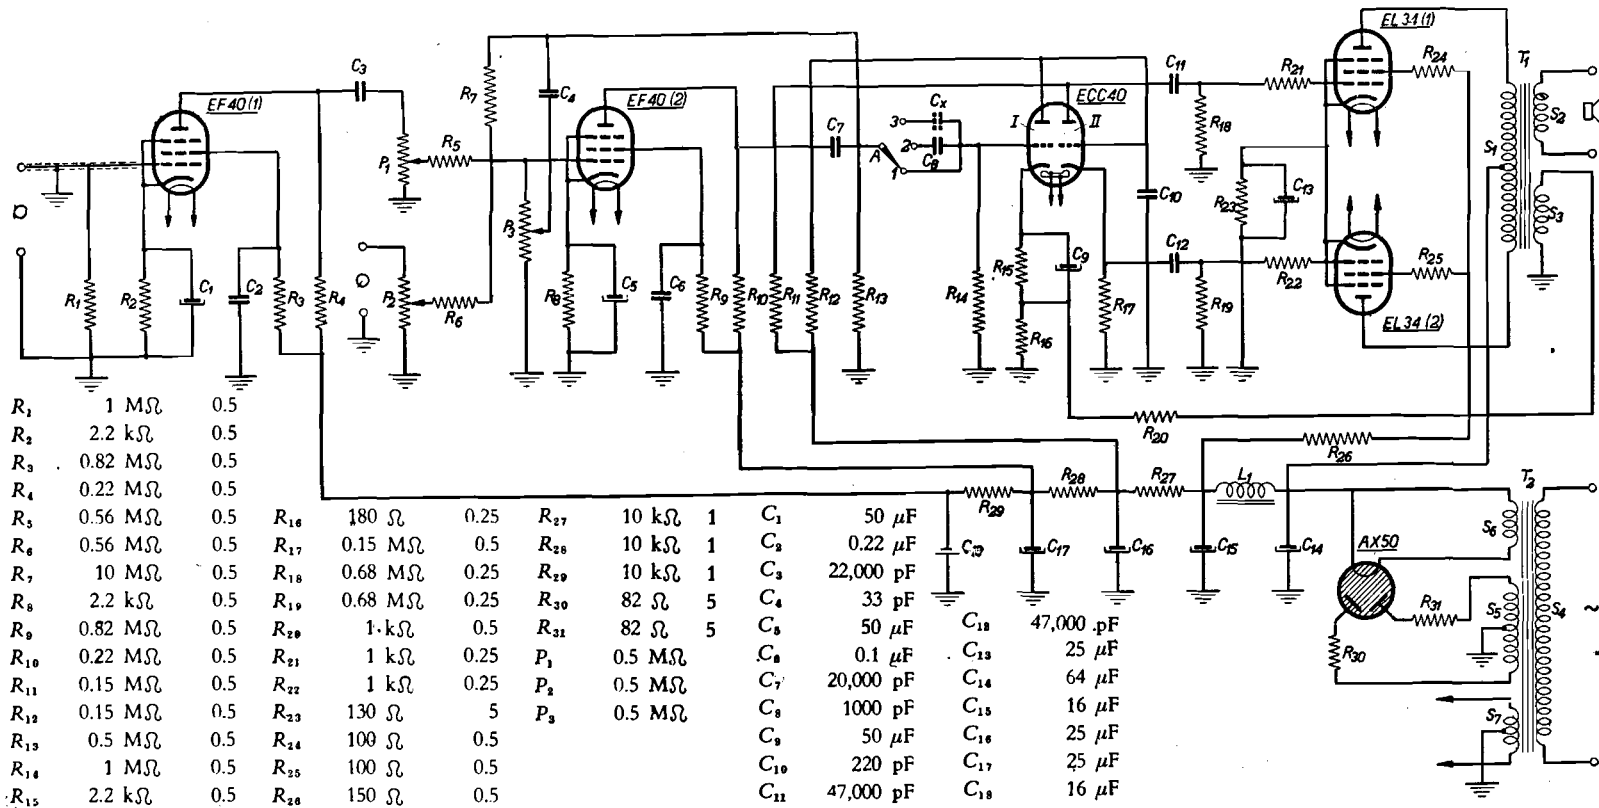 EF40(1)
EF40(2)
ECC40
EL34(1)
EL34(2)
AX50
C3
P1
R5
R7
C4
P3
C7
A
3
2
1
Cx
C8
I
II
C11
R21
R18
R24
T1
S1
S2
S3
R1
R2
C1
C2
R3
R4
P2
R6
R8
C5
C6
R9
R10
R11
R12
R13
R14
R15
R16
C9
R17
C10
C12
R19
R22
R23
C13
R25
R20
R26
R27
R28
R29
L1
C17
C16
C15
C14
T2
S6
S5
S4
S7
R31
R30
~
R1 1 MΩ 0.5
R2 2.2 kΩ 0.5
R3 0.82 MΩ 0.5
R4 0.22 MΩ 0.5
R5 0.56 MΩ 0.5
R6 0.56 MΩ 0.5
R7 10 MΩ 0.5
R8 2.2 kΩ 0.5
R9 0.82 MΩ 0.5
R10 0.22 MΩ 0.5
R11 0.15 MΩ 0.5
R12 0.15 MΩ 0.5
R13 0.5 MΩ 0.5
R14 1 MΩ 0.5
R15 2.2 kΩ 0.5
R16 180 Ω 0.25
R17 0.15 MΩ 0.5
R18 0.68 MΩ 0.25
R19 0.68 MΩ 0.25
R20 1 kΩ 0.5
R21 1 kΩ 0.25
R22 1 kΩ 0.25
R23 130 Ω 5
R24 100 Ω 0.5
R25 100 Ω 0.5
R26 150 Ω 0.5
R27 10 kΩ 1
R28 10 kΩ 1
R29 10 kΩ 1
R30 82 Ω 5
R31 82 Ω 5
P1 0.5 MΩ
P2 0.5 MΩ
P3 0.5 MΩ
C1 50 μF
C2 0.22 μF
C3 22,000 pF
C4 33 pF
C5 50 μF
C6 0.1 μF
C7 20,000 pF
C8 1000 pF
C9 50 μF
C10 220 pF
C11 47,000 pF
C12 47,000 pF
C13 25 μF
C14 64 μF
C15 16 μF
C16 25 μF
C17 25 μF
C18 16 μF